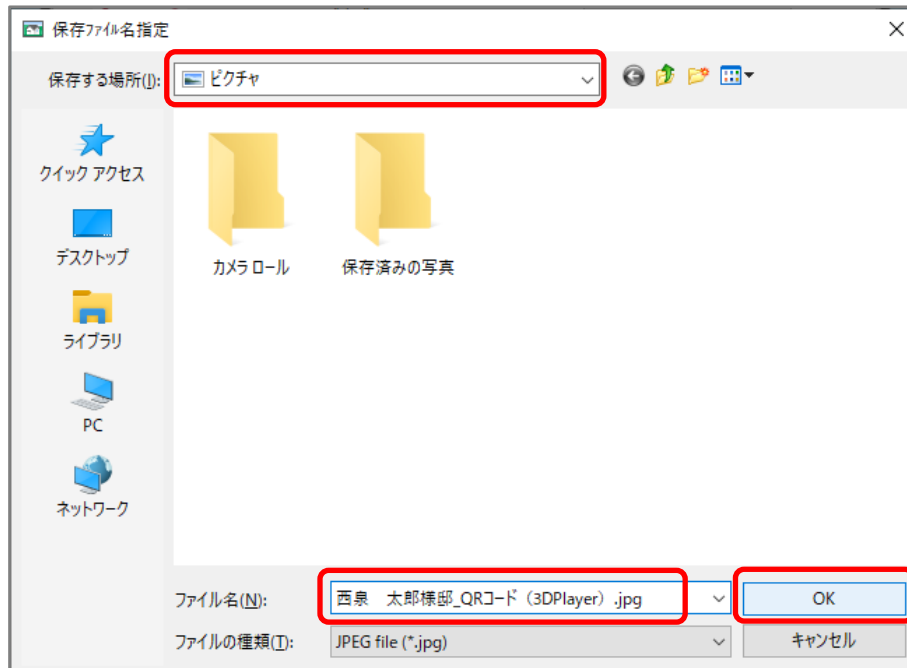 保存ファイル名指定
保存する場所(I):
ピクチャ
クイック アクセス
デスクトップ
ライブラリ
PC
ネットワーク
カメラ ロール
保存済みの写真
ファイル名(N):
西泉　太郎様邸_QRコード（3DPlayer）.jpg
OK
ファイルの種類(T):
JPEG file (*.jpg)
キャンセル